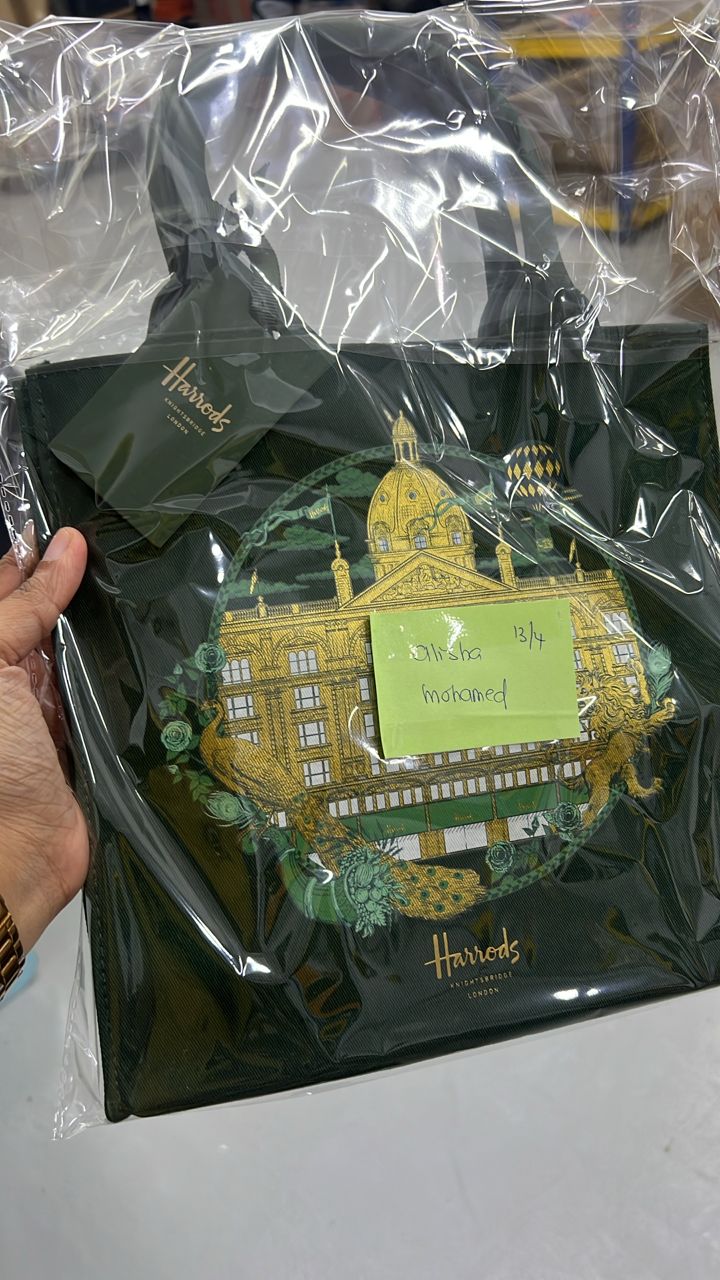 Harrods
KNIGHTSBRIDGE
LONDON
alisha 13/4
mohamed
Harrods
KNIGHTSBRIDGE
LONDON